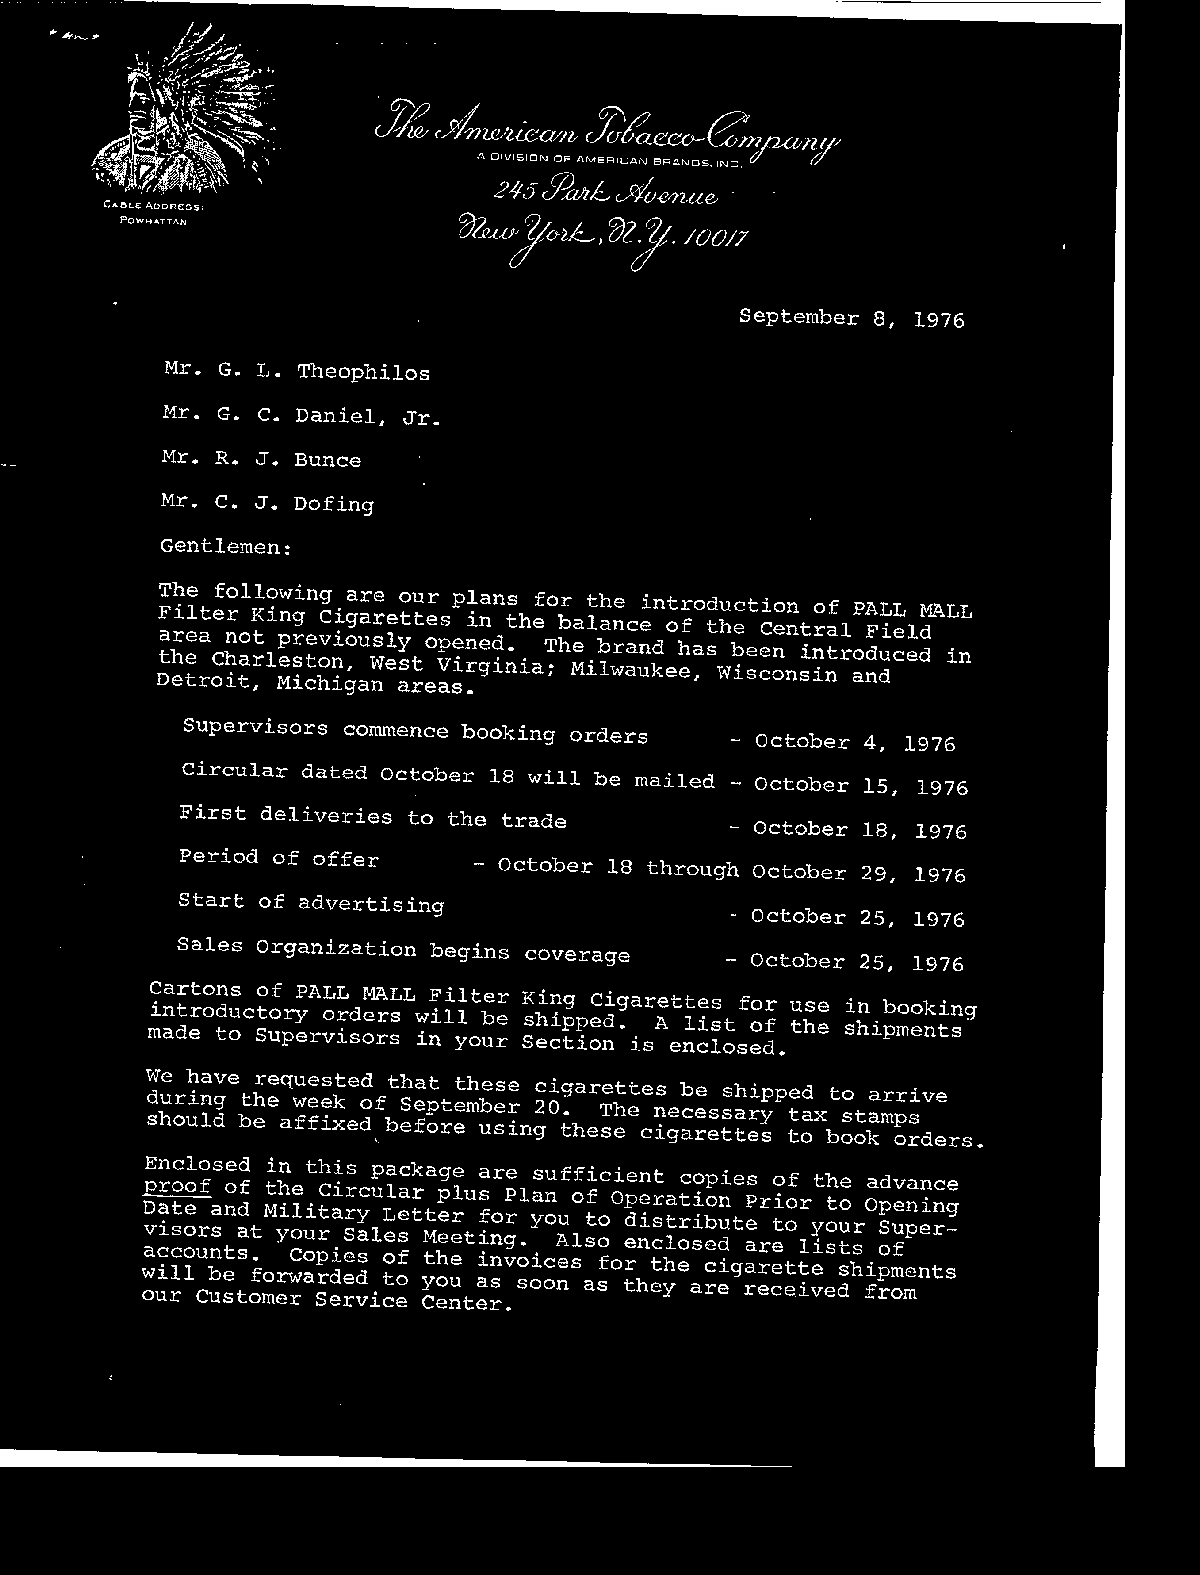 The American Tobacco Company
A DIVISION OF AMERICAN BRANDS, INC.
245 Park Avenue
New York, N.Y. 10017
CABLE ADDRESS:
POWHATTAN
September 8, 1976
Mr. G. L. Theophilos
Mr. G. C. Daniel, Jr.
Mr. R. J. Bunce
Mr. C. J. Dofing
Gentlemen:
The following are our plans for the introduction of PALL MALL
Filter King Cigarettes in the balance of the Central Field
area not previously opened. The brand has been introduced in
the Charleston, West Virginia; Milwaukee, Wisconsin and
Detroit, Michigan areas.
Supervisors commence booking orders - October 4, 1976
Circular dated October 18 will be mailed - October 15, 1976
First deliveries to the trade - October 18, 1976
Period of offer - October 18 through October 29, 1976
Start of advertising - October 25, 1976
Sales Organization begins coverage - October 25, 1976
Cartons of PALL MALL Filter King Cigarettes for use in booking
introductory orders will be shipped. A list of the shipments
made to Supervisors in your Section is enclosed.
We have requested that these cigarettes be shipped to arrive
during the week of September 20. The necessary tax stamps
should be affixed before using these cigarettes to book orders.
Enclosed in this package are sufficient copies of the advance
proof of the Circular plus Plan of Operation Prior to Opening
Date and Military Letter for you to distribute to your Super-
visors at your Sales Meeting. Also enclosed are lists of
accounts. Copies of the invoices for the cigarette shipments
will be forwarded to you as soon as they are received from
our Customer Service Center.